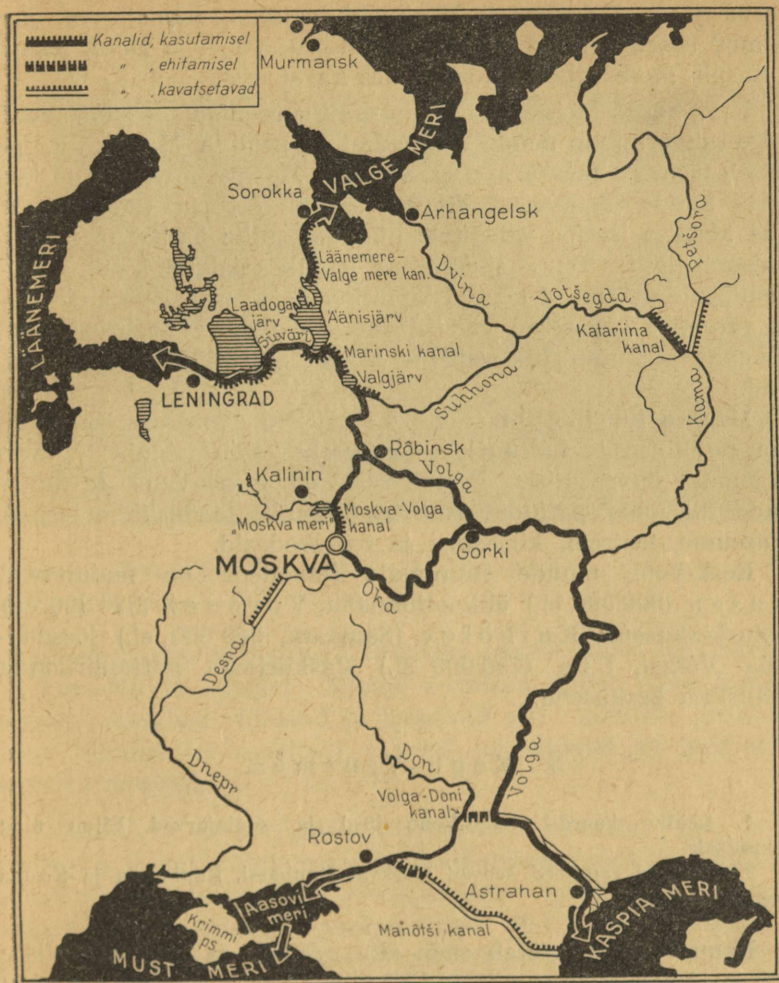 Kanalid, kasutamisel
" , ehitamisel
" , kavatsetavad
Murmansk
VALGE MERI
Sorokka
Arhangelsk
Petšora
Läänemere-
Valge mere kan.
Dvina
Võtšegda
LÄÄNEMERI
Laadoga
järv
Äänisjärv
Katariina
kanal
Süväri
Marinski kanal
Valgjärv
LENINGRAD
Suhhona
Kama
Rõbinsk
Volga
Kalinin
Moskva-Volga
kanal
"Moskva meri"
Gorki
MOSKVA
Oka
Desna
Dnepr
Don
Volga
Volga-Doni
kanal
Rostov
Astrahan
Aasovi
meri
Krimmi
ps.
Manõtši kanal
KASPIA MERI
MUST MERI